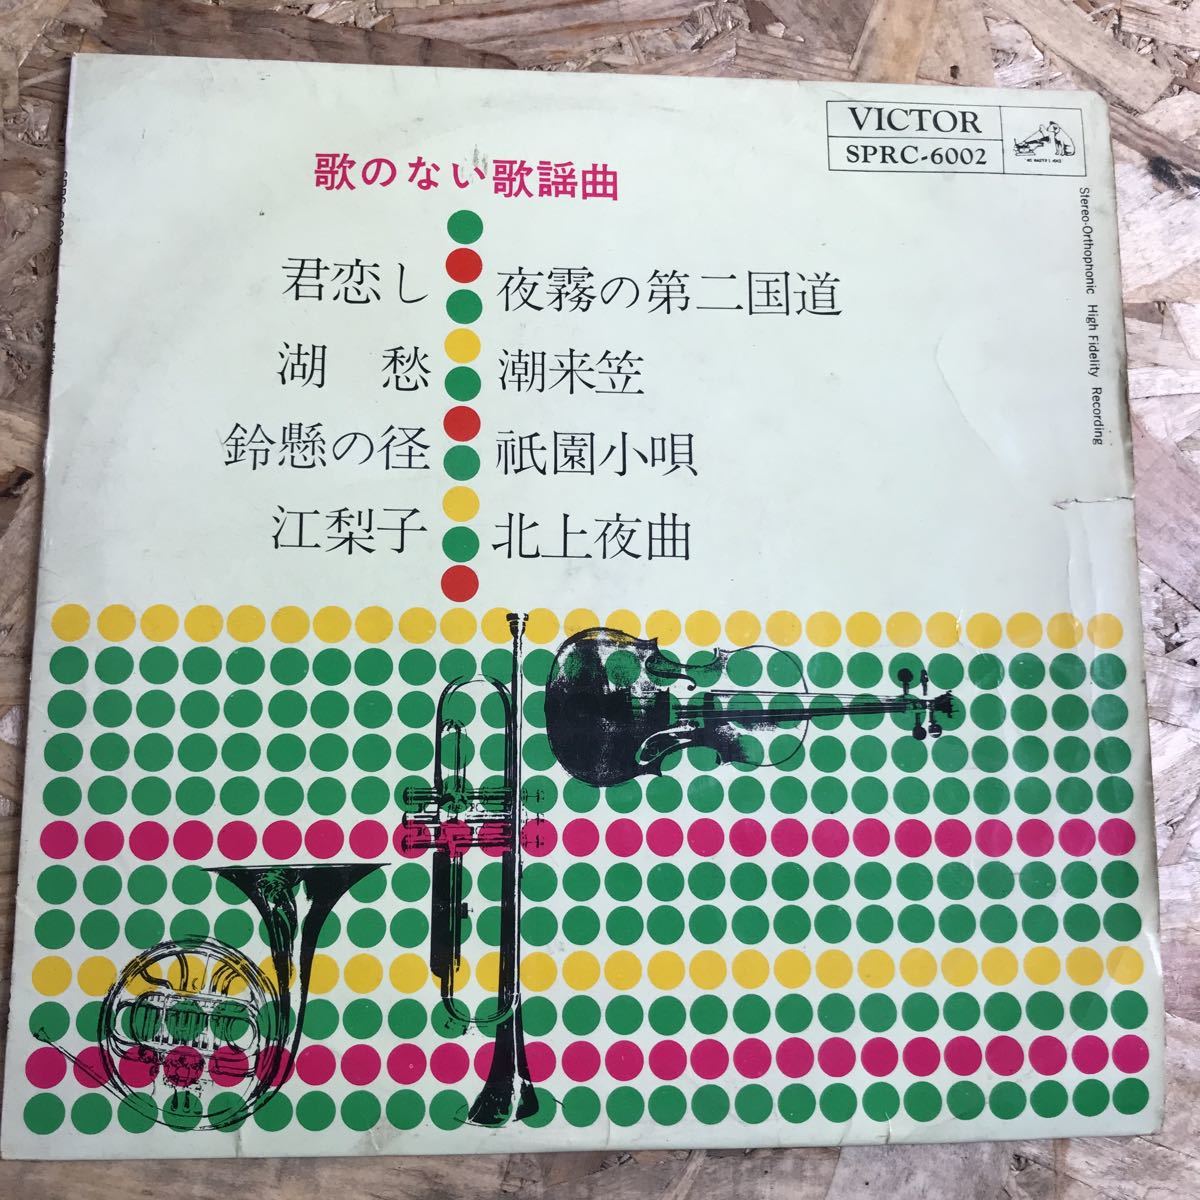 VICTOR
SPRC-6002
歌のない歌謡曲
君恋し
湖愁
鈴懸の径
江梨子
夜霧の第二国道
潮来笠
祇園小唄
北上夜曲
Stereo-Orthophonic High Fidelity Recording